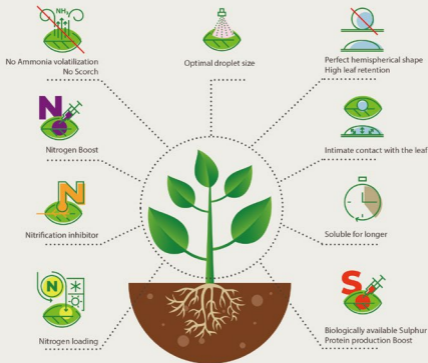 NH₃
No Ammonia volatilization
No Scorch
Optimal droplet size
Perfect hemispherical shape
High leaf retention
N
Nitrogen Boost
Intimate contact with the leaf
N
Nitrification inhibitor
Soluble for longer
N
Nitrogen loading
S
Biologically available Sulphur
Protein production Boost